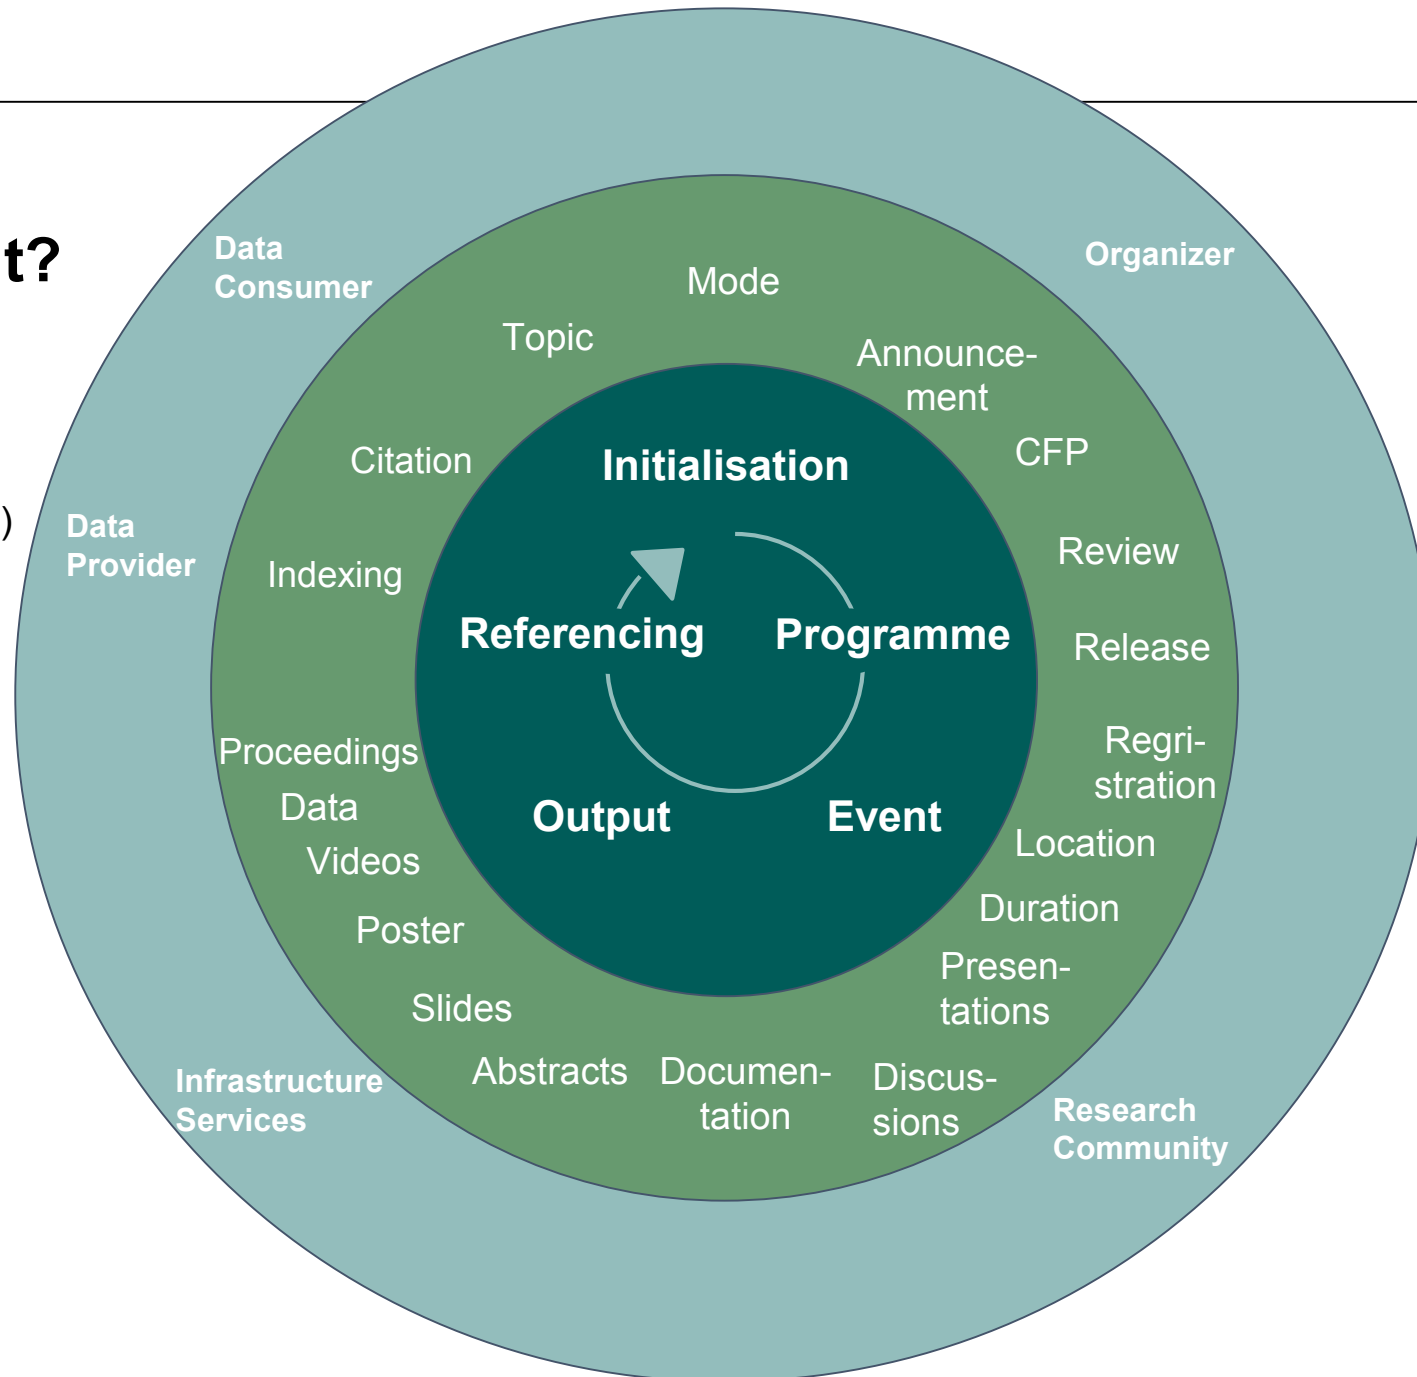 t?
)
Data
Consumer
Organizer
Data
Provider
Infrastructure
Services
Research
Community
Mode
Topic
Announce-
ment
Citation
CFP
Indexing
Review
Release
Regri-
stration
Proceedings
Data
Videos
Poster
Slides
Abstracts
Documen-
tation
Discus-
sions
Presen-
tations
Duration
Location
Initialisation
Referencing
Programme
Output
Event